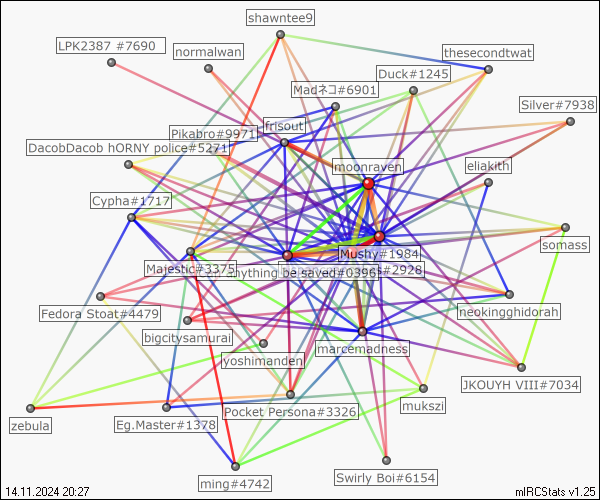 shawntee9
LPK2387 #7690
normalwan
thesecondtwat
Duck#1245
Madネコ#6901
Silver#7938
frisout
Pikabro#9971
DacobDacob hORNY police#5271
moonraven
eliakith
Cypha#1717
somass
Mushy#1984
Majestic#3375
anything be saved#0396
#2928
Fedora Stoat#4479
neokingghidorah
bigcitysamurai
marcemadness
yoshimanden
JKOUYH VIII#7034
Pocket Persona#3326
mukszi
zebula
Eg.Master#1378
ming#4742
Swirly Boi#6154
14.11.2024 20:27
mIRCStats v1.25